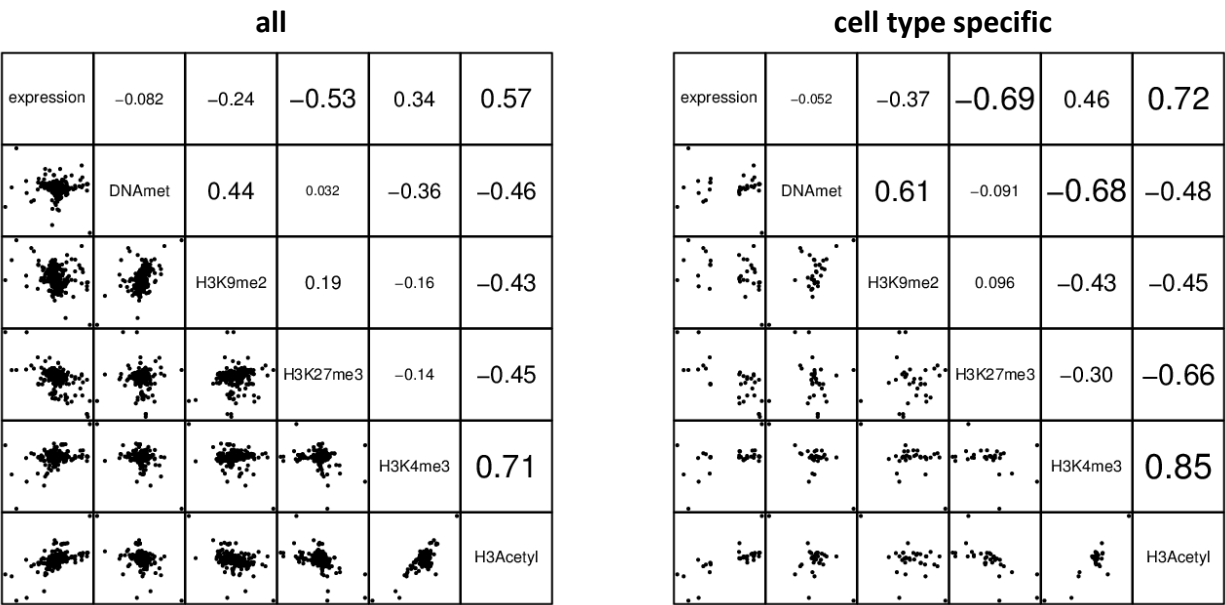 all
expression −0.082 −0.24 −0.53 0.34 0.57
DNAmet 0.44 0.032 −0.36 −0.46
H3K9me2 0.19 −0.16 −0.43
H3K27me3 −0.14 −0.45
H3K4me3 0.71
H3Acetyl
cell type specific
expression −0.052 −0.37 −0.69 0.46 0.72
DNAmet 0.61 −0.091 −0.68 −0.48
H3K9me2 0.096 −0.43 −0.45
H3K27me3 −0.30 −0.66
H3K4me3 0.85
H3Acetyl